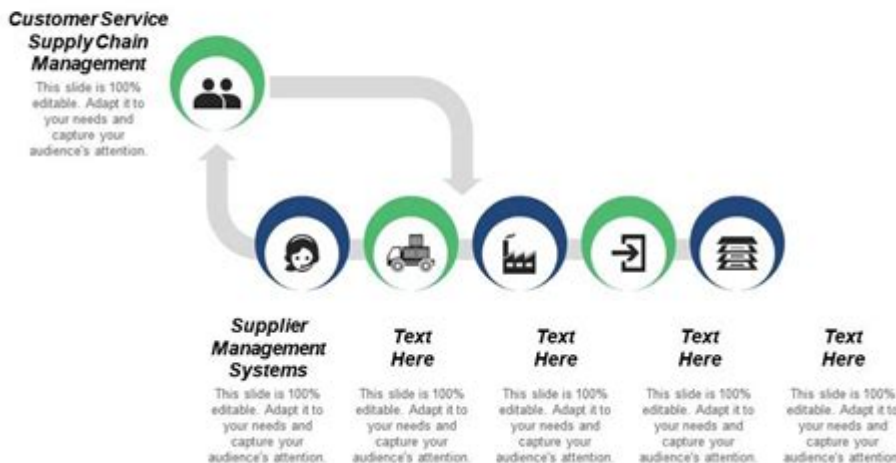 Customer Service
Supply Chain
Management
This slide is 100%
editable. Adapt it to
your needs and
capture your
audience's attention.
Supplier
Management
Systems
This slide is 100%
editable. Adapt it to
your needs and
capture your
audience's attention.
Text
Here
This slide is 100%
editable. Adapt it to
your needs and
capture your
audience's attention.
Text
Here
This slide is 100%
editable. Adapt it to
your needs and
capture your
audience's attention.
Text
Here
This slide is 100%
editable. Adapt it to
your needs and
capture your
audience's attention.
Text
Here
This slide is 100%
editable. Adapt it to
your needs and
capture your
audience's attention